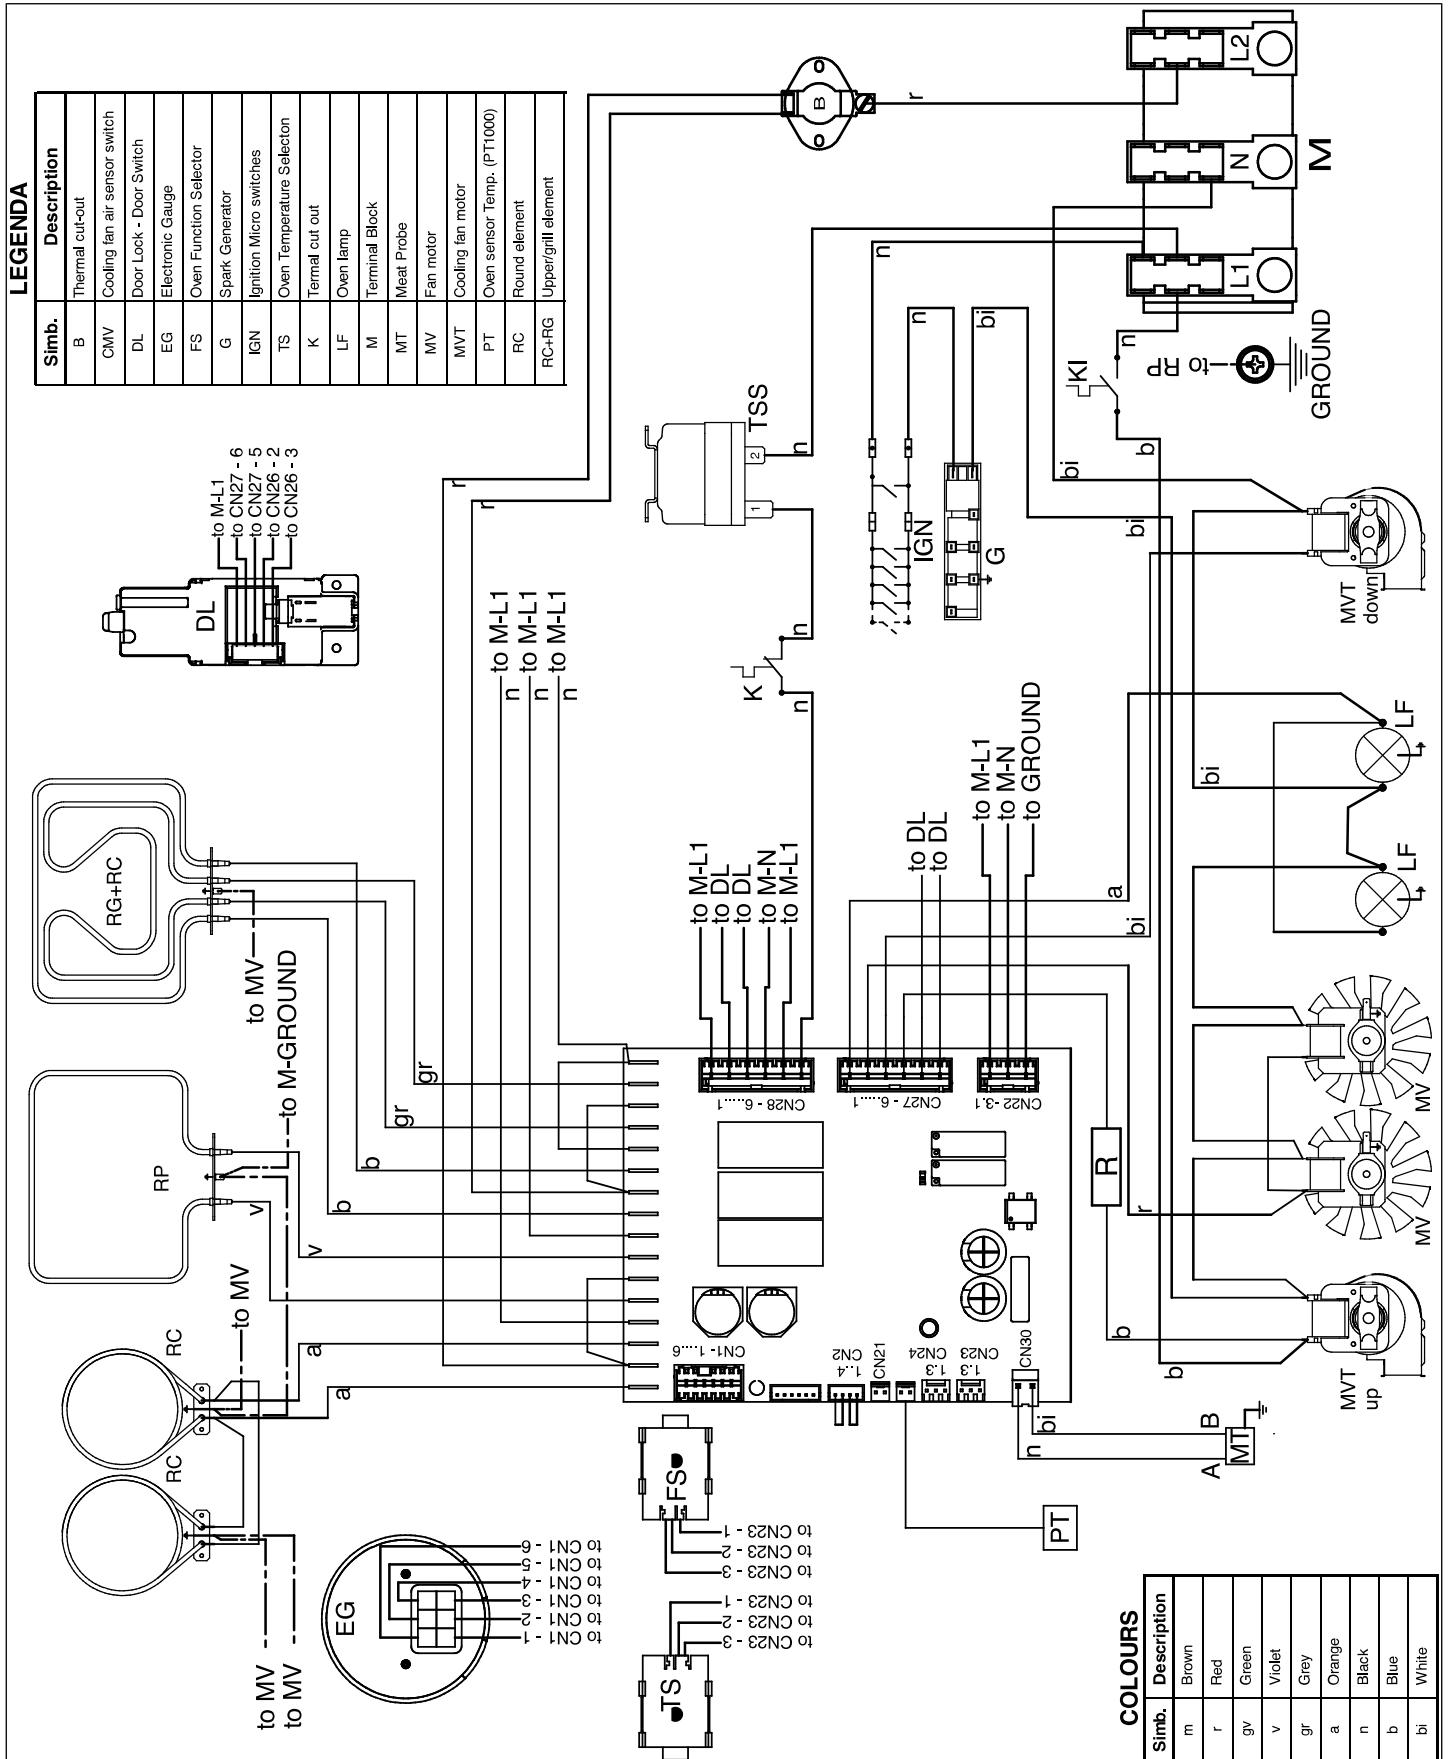 LEGENDA
Simb. Description
B Thermal cut-out
CMV Cooling fan air sensor switch
DL Door Lock - Door Switch
EG Electronic Gauge
FS Oven Function Selector
G Spark Generator
IGN Ignition Micro switches
TS Oven Temperature Selecton
K Termal cut out
LF Oven lamp
M Terminal Block
MT Meat Probe
MV Fan motor
MVT Cooling fan motor
PT Oven sensor Temp. (PT1000)
RC Round element
RC+RG Upper/grill element
DL
to M-L1
to CN27 - 6
to CN27 - 5
to CN26 - 2
to CN26 - 3
B
r
L2
N
L1
M
n
n
bi
n
KI
b
to RP
GROUND
TSS
1
2
n
n
K
n
IGN
G
r
r
to M-L1
to M-L1
to M-L1
n
n
n
RG+RC
to MV
to M-GROUND
RP
v
v
b
b
gr
gr
RC
RC
to MV
a
a
to MV
to MV
EG
to CN1 - 6
to CN1 - 5
to CN1 - 4
to CN1 - 3
to CN1 - 2
to CN1 - 1
FS
to CN23 - 1
to CN23 - 2
to CN23 - 3
TS
to CN23 - 1
to CN23 - 2
to CN23 - 3
to M-L1
to DL
to DL
to M-N
to M-L1
to DL
to DL
to M-L1
to M-N
to GROUND
CN28 - 6....1
CN27 - 6....1
CN22 - 3.1
CN1 - 1....6
CN2
1..4
CN21
CN24
1.3
CN23
1.3
CN30
n
bi
A
B
MT
PT
R
a
bi
r
b
b
bi
bi
bi
MVT
down
LF
LF
MV
MV
MVT
up
COLOURS
Simb. Description
m Brown
r Red
gv Green
v Violet
gr Grey
a Orange
n Black
b Blue
bi White